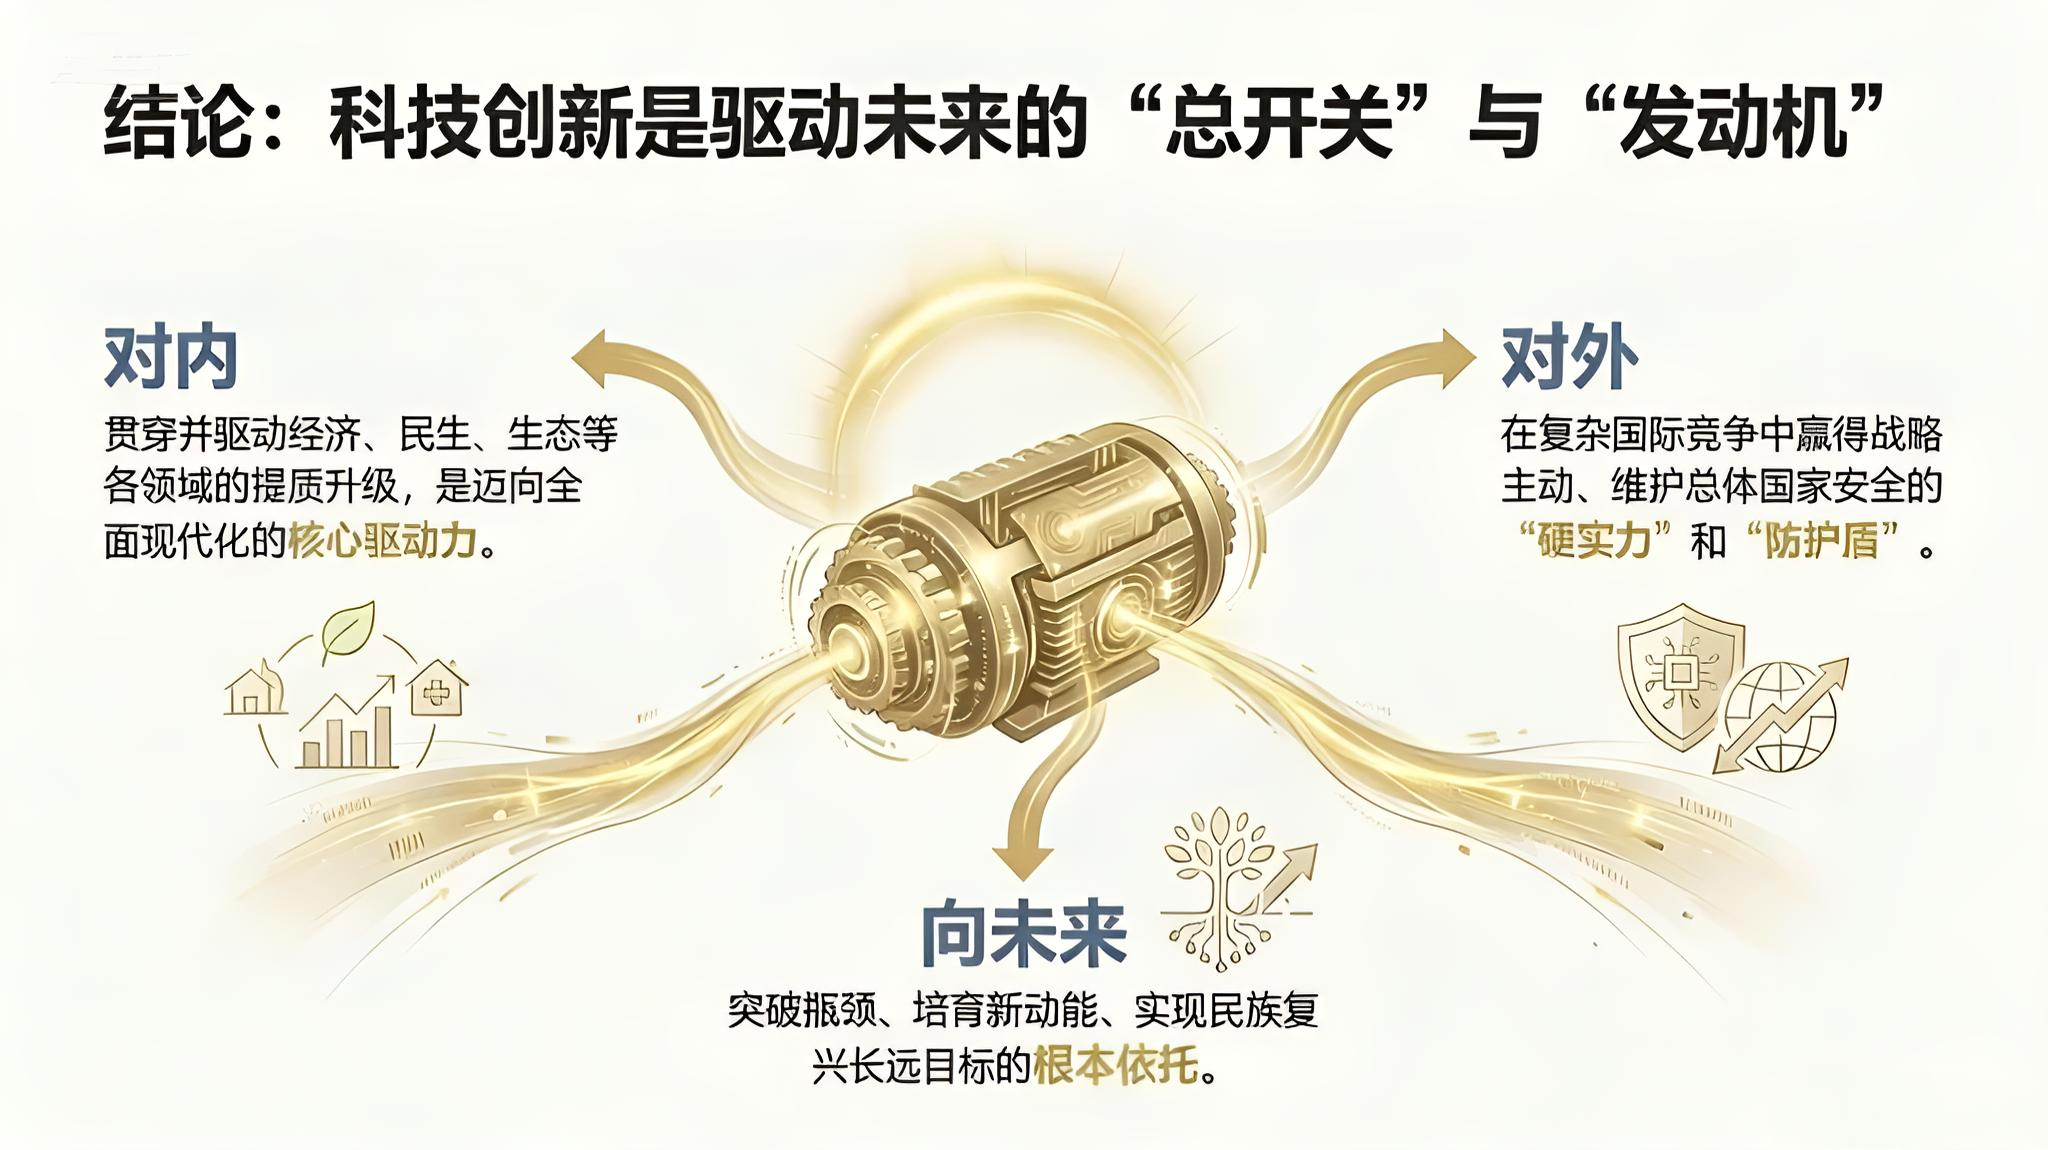 结论：科技创新是驱动未来的“总开关”与“发动机”
对内
贯穿并驱动经济、民生、生态等
各领域的提质升级，是迈向全
面现代化的核心驱动力。
对外
在复杂国际竞争中赢得战略
主动、维护总体国家安全的
“硬实力”和“防护盾”。
向未来
突破瓶颈、培育新动能、实现民族复
兴长远目标的根本依托。